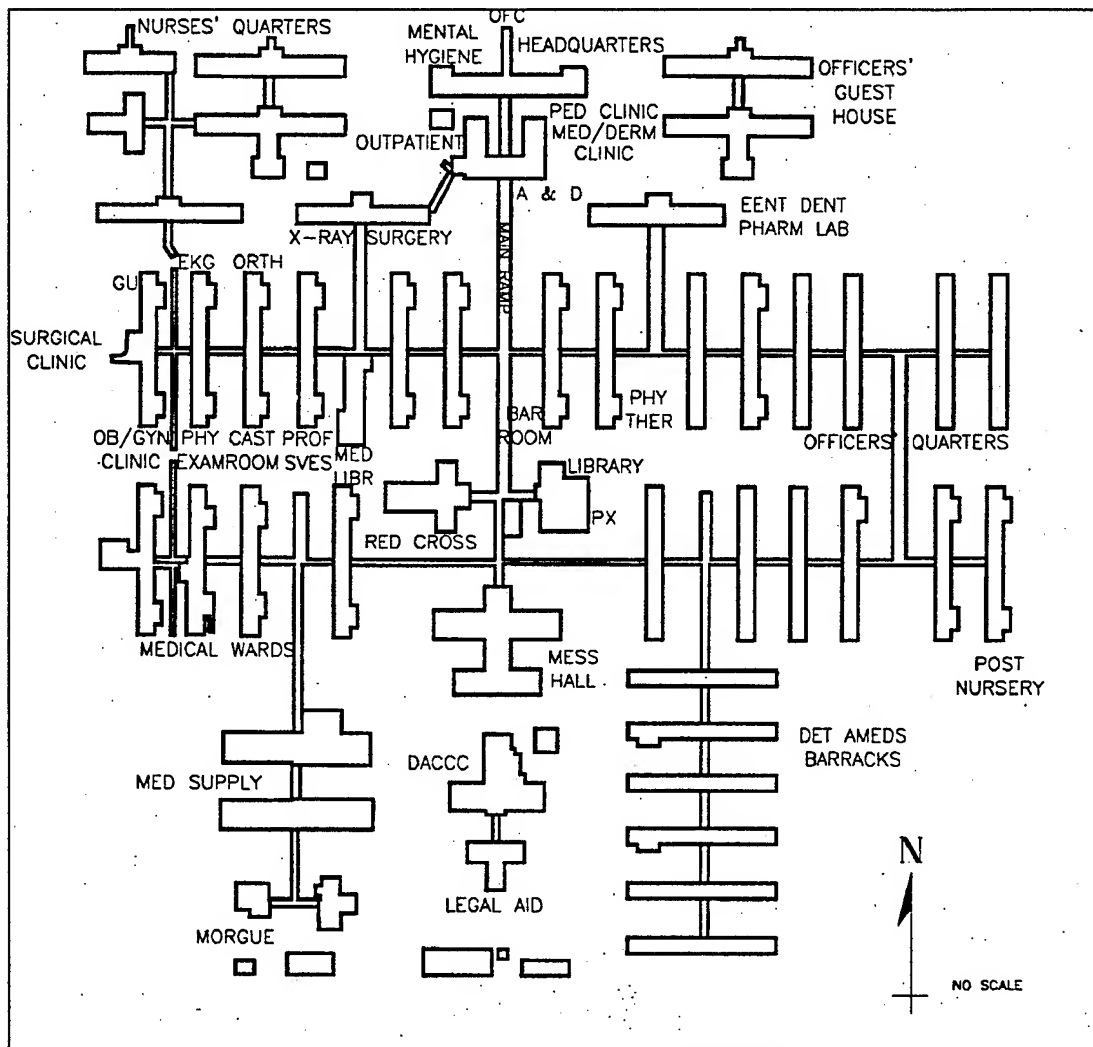 OFC
NURSES' QUARTERS
MENTAL
HYGIENE
HEADQUARTERS
OFFICERS'
GUEST
HOUSE
PED CLINIC
MED/DERM
CLINIC
OUTPATIENT
A & D
EENT DENT
PHARM LAB
X-RAY SURGERY
MAIN RAMP
EKG ORTH
GU
SURGICAL
CLINIC
PHY
THER
BAR
ROOM
OB/GYN PHY CAST PROF
CLINIC EXAMROOM SVES
MED
LIBR
OFFICERS' QUARTERS
LIBRARY
PX
RED CROSS
MEDICAL WARDS
MESS
HALL
POST
NURSERY
DET AMEDS
BARRACKS
DACCC
MED SUPPLY
LEGAL AID
MORGUE
N
NO SCALE